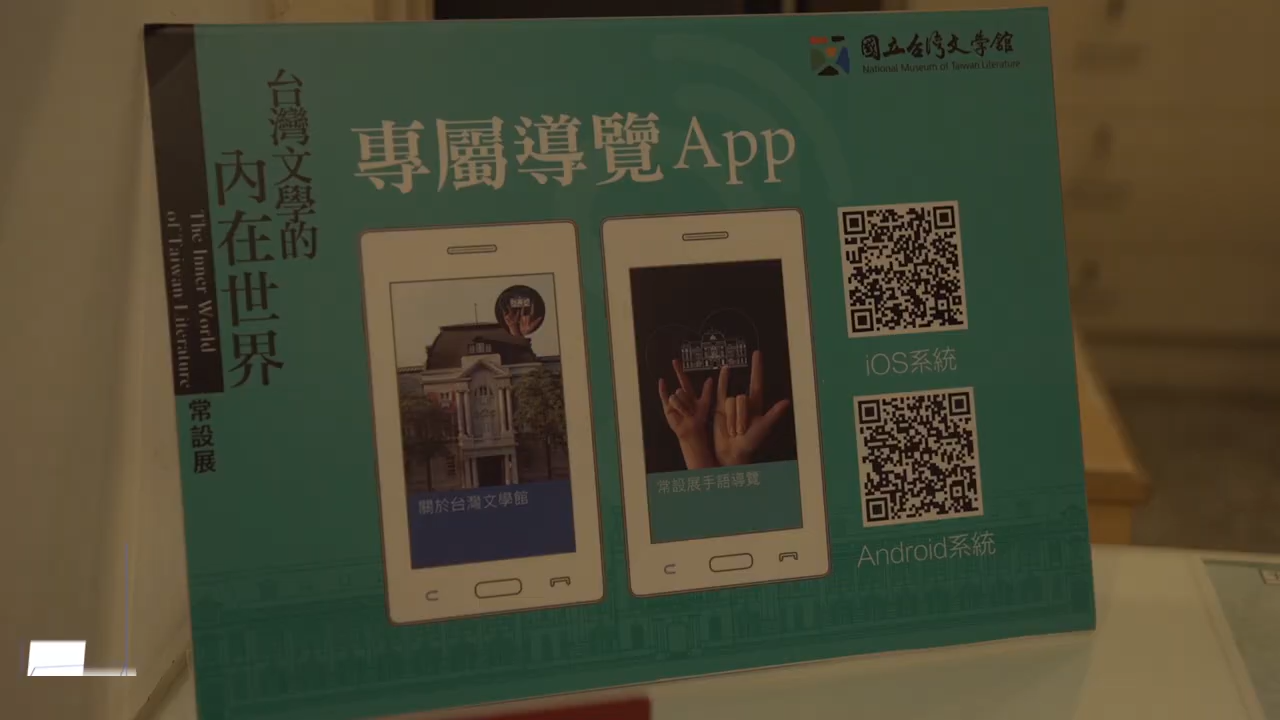 國立台灣文學館
National Museum of Taiwan Literature
台灣文學的
內在世界
The Inner World
of Taiwan Literature
常設展
專屬導覽App
關於台灣文學館
常設展手語導覽
iOS系統
Android系統